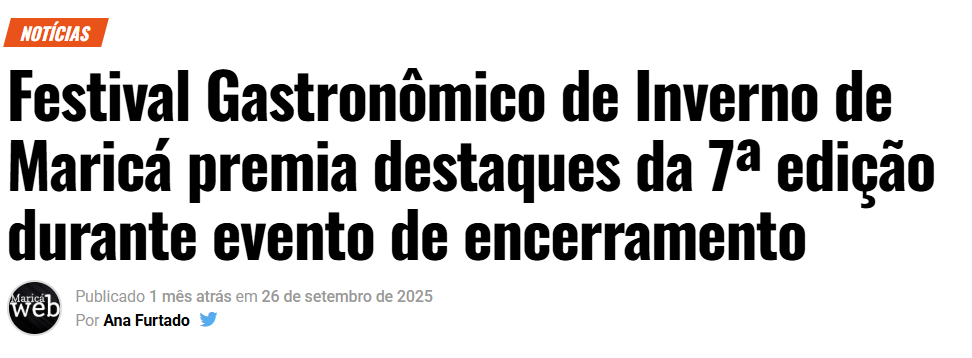 NOTÍCIAS
Festival Gastronômico de Inverno de
Maricá premia destaques da 7ª edição
durante evento de encerramento
Maricá
web
Publicado 1 mês atrás em 26 de setembro de 2025
Por Ana Furtado